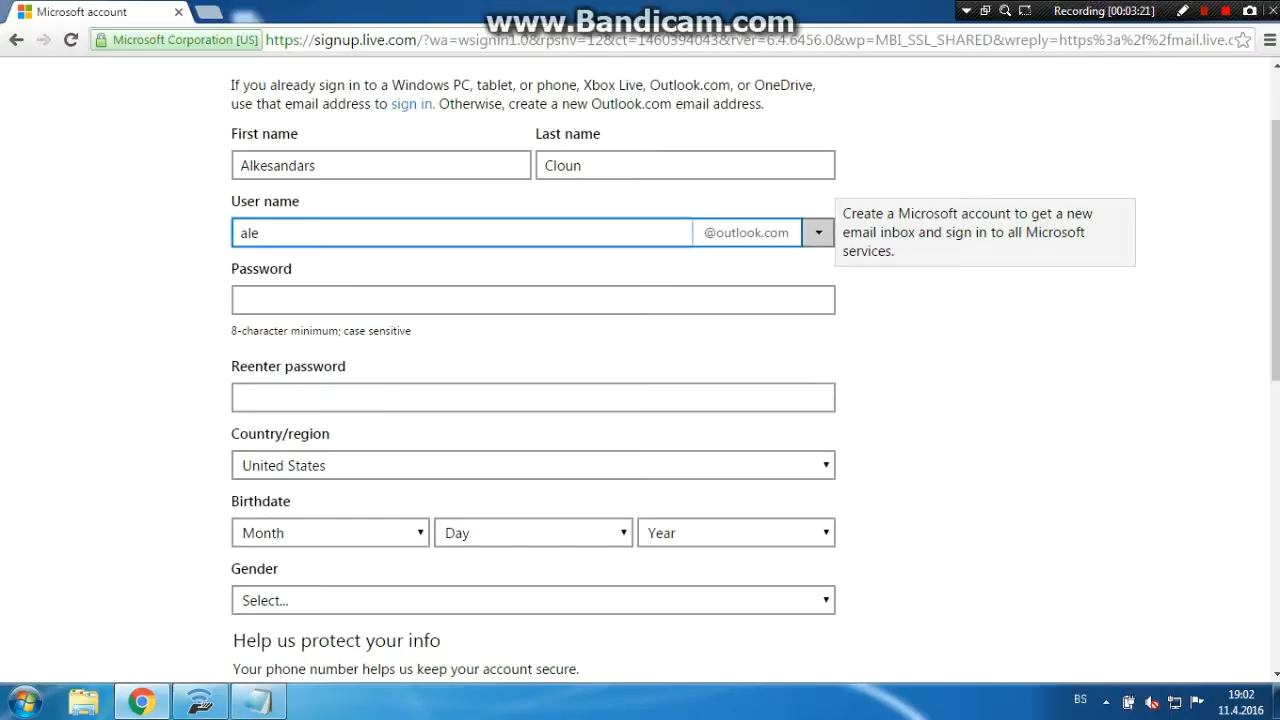 www.Bandicam.com
Recording [00:03:21]
Microsoft account
Microsoft Corporation [US]
https://signup.live.com/?wa=wsignin1.0&rpsnv=12&ct=1460394043&rver=6.4.6456.0&wp=MBI_SSL_SHARED&wreply=https%3a%2f%2fmail.live.c
If you already sign in to a Windows PC, tablet, or phone, Xbox Live, Outlook.com, or OneDrive,
use that email address to sign in. Otherwise, create a new Outlook.com email address.
First name
Last name
Alkesandars
Cloun
User name
ale
@outlook.com
Create a Microsoft account to get a new
email inbox and sign in to all Microsoft
services.
Password
8-character minimum; case sensitive
Reenter password
Country/region
United States
Birthdate
Month
Day
Year
Gender
Select...
Help us protect your info
Your phone number helps us keep your account secure.
BS
19:02
11.4.2016